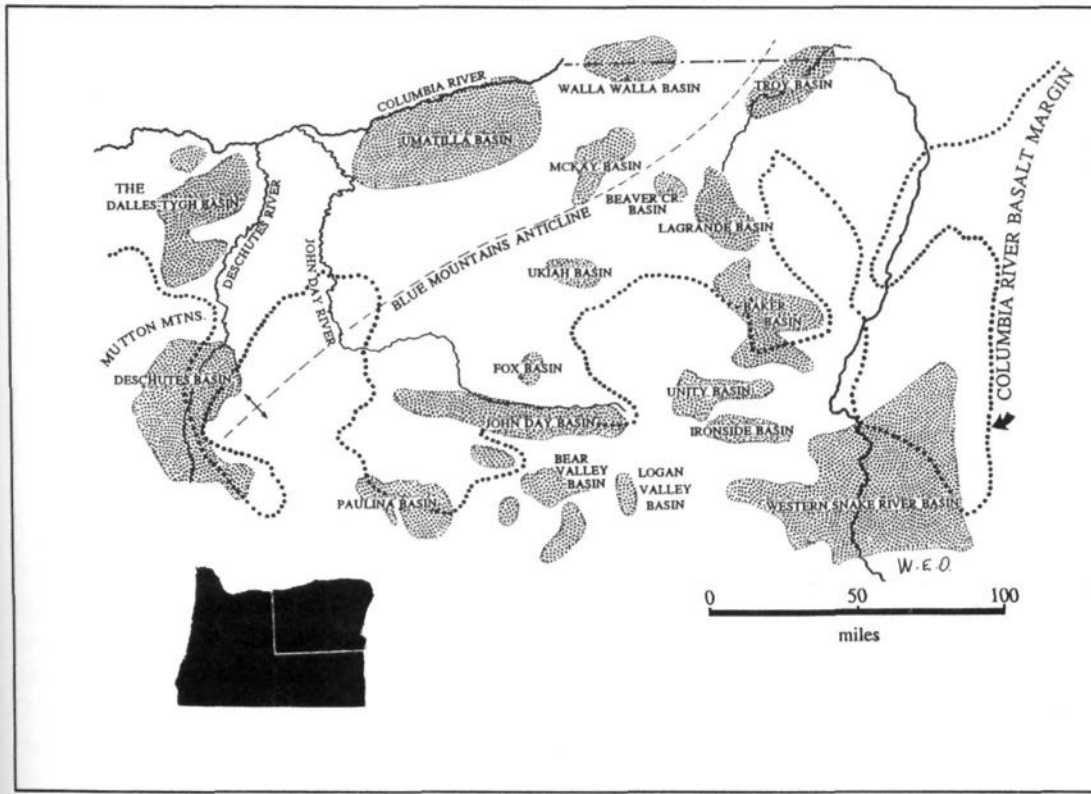 COLUMBIA RIVER
WALLA WALLA BASIN
TROY BASIN
UMATILLA BASIN
MCKAY BASIN
BEAVER CR.
BASIN
THE
DALLES-TYGH BASIN
DESCHUTES RIVER
JOHN DAY RIVER
BLUE MOUNTAINS ANTICLINE
LAGRANDE BASIN
UKIAH BASIN
BAKER
BASIN
COLUMBIA RIVER BASALT MARGIN
MUTTON MTNS.
DESCHUTES BASIN
FOX BASIN
UNITY BASIN
JOHN DAY BASIN
IRONSIDE BASIN
BEAR
VALLEY
BASIN
LOGAN
VALLEY
BASIN
PAULINA BASIN
WESTERN SNAKE RIVER BASIN
W.E.O.
0 50 100
miles